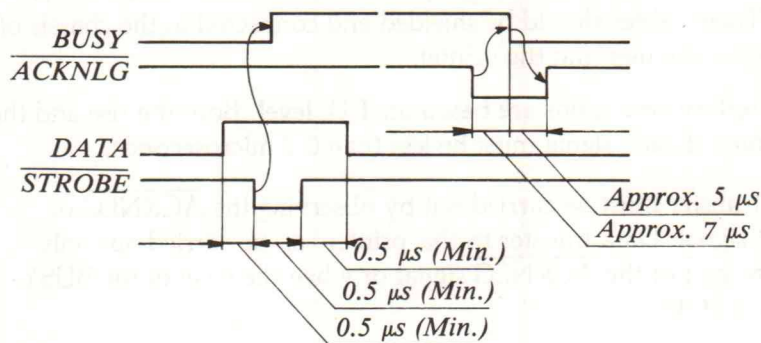 BUSY
ACKNLG
DATA
STROBE
Approx. 5 µs
Approx. 7 µs
0.5 µs (Min.)
0.5 µs (Min.)
0.5 µs (Min.)